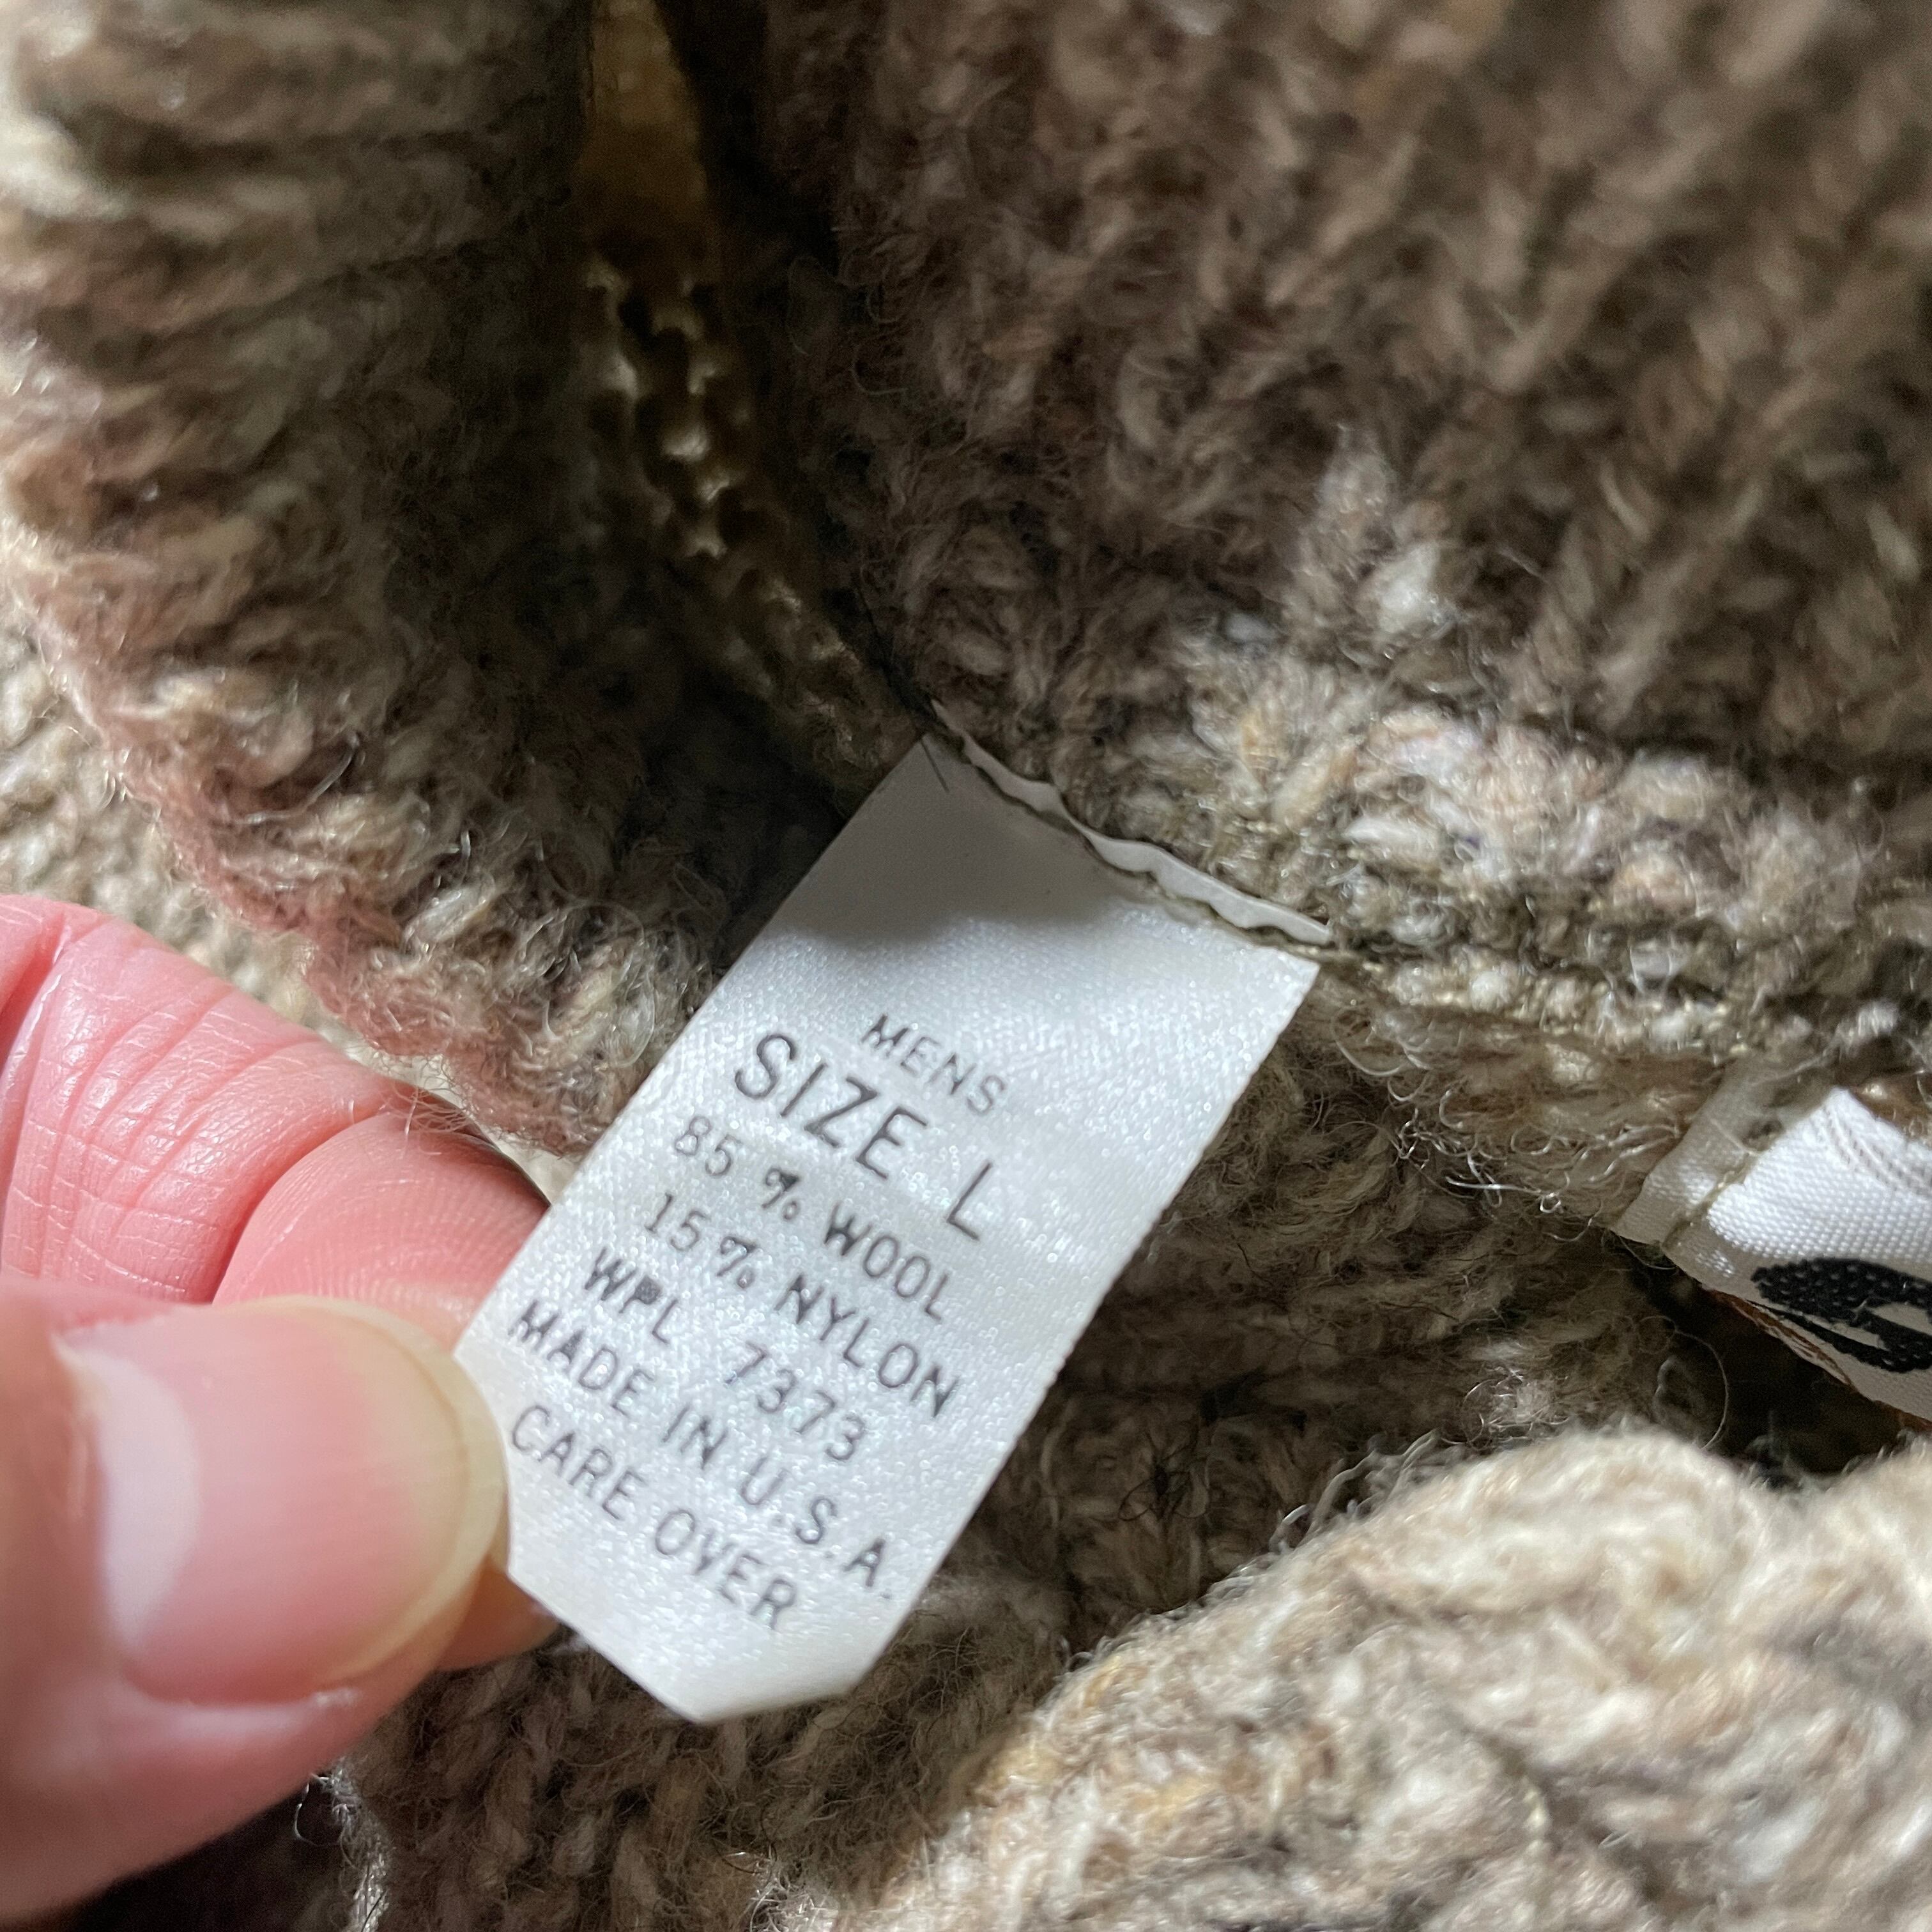 MENS
SIZE L
85 % WOOL
15 % NYLON
WPL 7373
MADE IN U.S.A.
CARE OVER